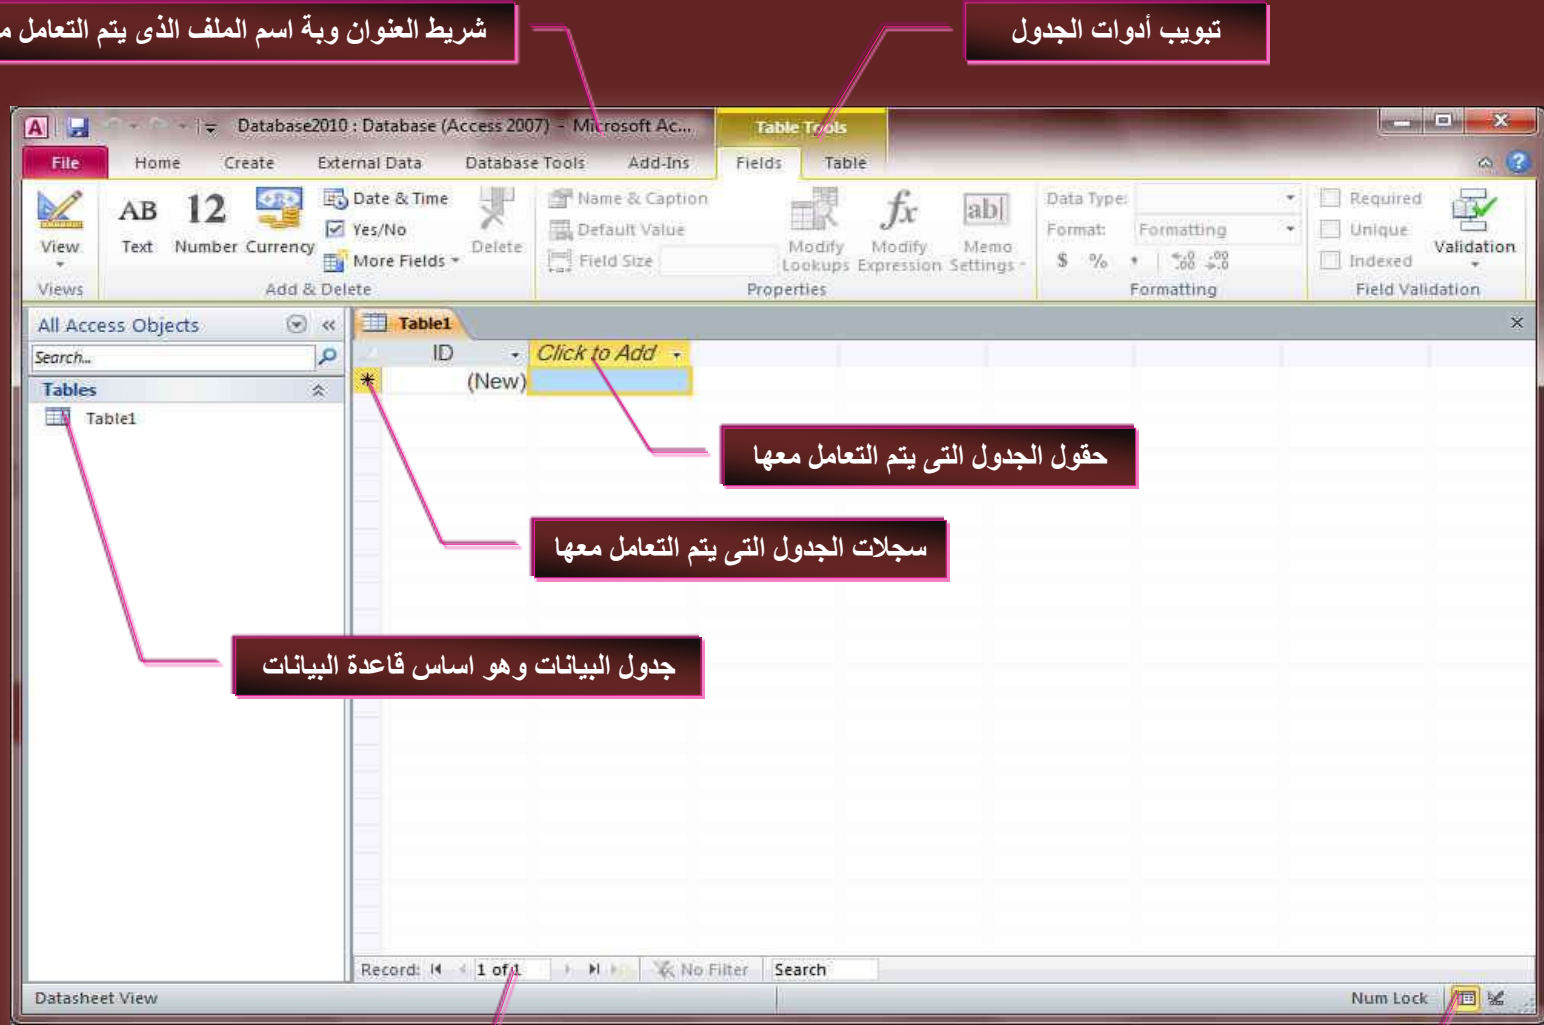 شريط العنوان وبة اسم الملف الذى يتم التعامل
تبويب أدوات الجدول
Database2010 : Database (Access 2007) - Microsoft Ac...
Table Tools
File Home Create External Data Database Tools Add-Ins Fields Table
View
Views
AB Text
12 Number
Currency
Date & Time
Yes/No
More Fields
Delete
Add & Delete
Name & Caption
Default Value
Field Size
Modify Lookups
fx Modify Expression
ab Memo Settings
Properties
Data Type:
Format: Formatting
$ %
Formatting
Required
Unique
Indexed
Validation
Field Validation
All Access Objects
Search...
Tables
Table1
Table1
ID Click to Add
* (New)
حقول الجدول التى يتم التعامل معها
سجلات الجدول التى يتم التعامل معها
جدول البيانات وهو اساس قاعدة البيانات
Record: 1 of 1 No Filter Search
Datasheet View Num Lock